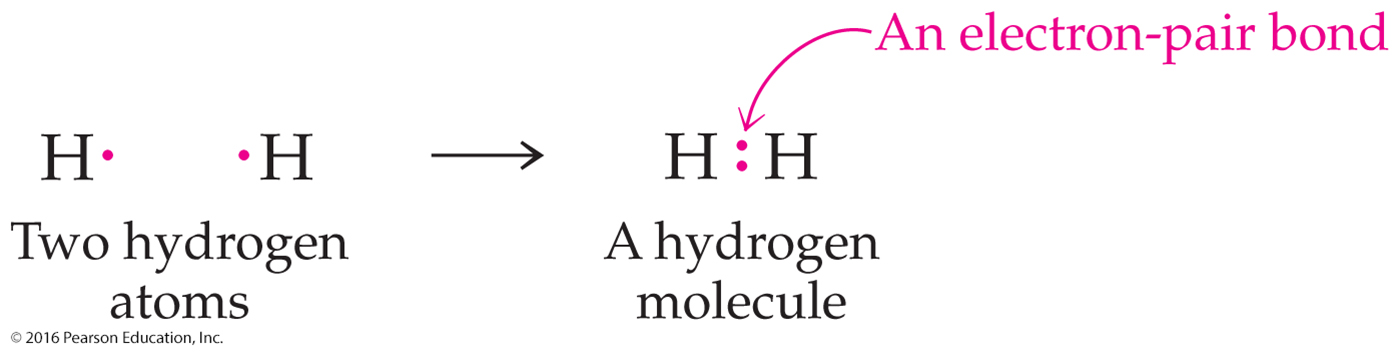 An electron-pair bond
H· ·H → H:H
Two hydrogen
atoms
A hydrogen
molecule
© 2016 Pearson Education, Inc.